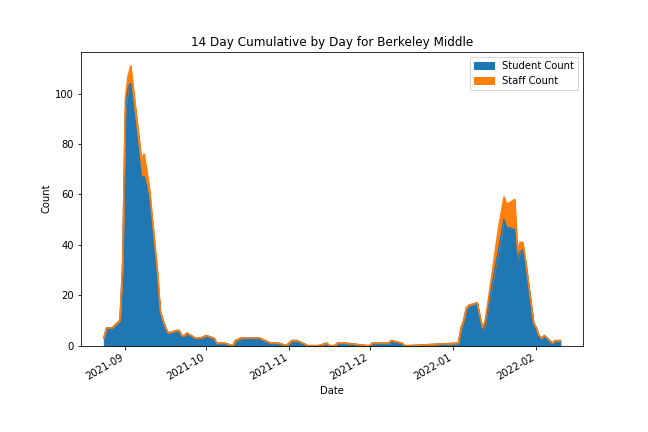 14 Day Cumulative by Day for Berkeley Middle
Student Count
Staff Count
Count
100
80
60
40
20
0
2021-09
2021-10
2021-11
2021-12
2022-01
2022-02
Date